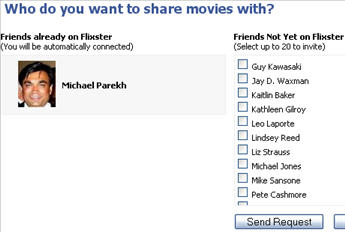 Who do you want to share movies with?
Friends already on Flixster
(You will be automatically connected)
Michael Parekh
Friends Not Yet on Flixster
(Select up to 20 to invite)
Guy Kawasaki
Jay D. Waxman
Kaitlin Baker
Kathleen Gilroy
Leo Laporte
Lindsey Reed
Liz Strauss
Michael Jones
Mike Sansone
Pete Cashmore
Send Request